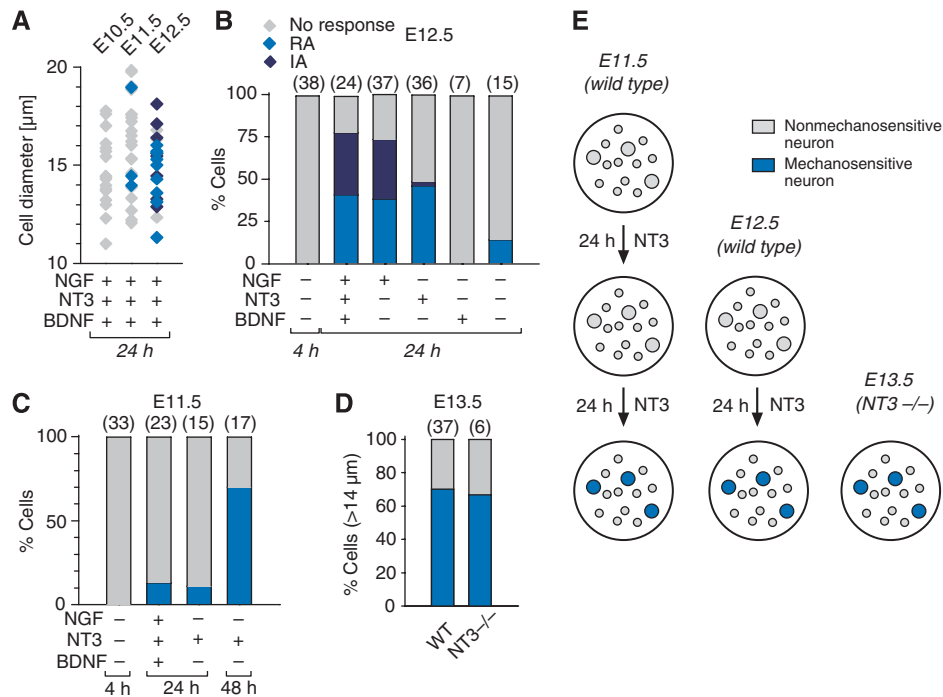 A
E10.5 E11.5 E12.5
20
15
10
Cell diameter [µm]
NGF + + +
NT3 + + +
BDNF + + +
24 h
B
No response
RA
IA
E12.5
(38) (24) (37) (36) (7) (15)
100
75
50
25
0
% Cells
NGF – + + – – –
NT3 – + – + – –
BDNF – + – – + –
4 h 24 h
C
E11.5
(33) (23) (15) (17)
100
50
0
% Cells
NGF – + – –
NT3 – + + +
BDNF – + – –
4 h 24 h 48 h
D
E13.5
(37) (6)
100
80
60
40
20
0
% Cells (>14 µm)
WT NT3–/–
E
E11.5
(wild type)
Nonmechanosensitive
neuron
Mechanosensitive
neuron
24 h NT3
E12.5
(wild type)
24 h NT3
24 h NT3
E13.5
(NT3 –/–)